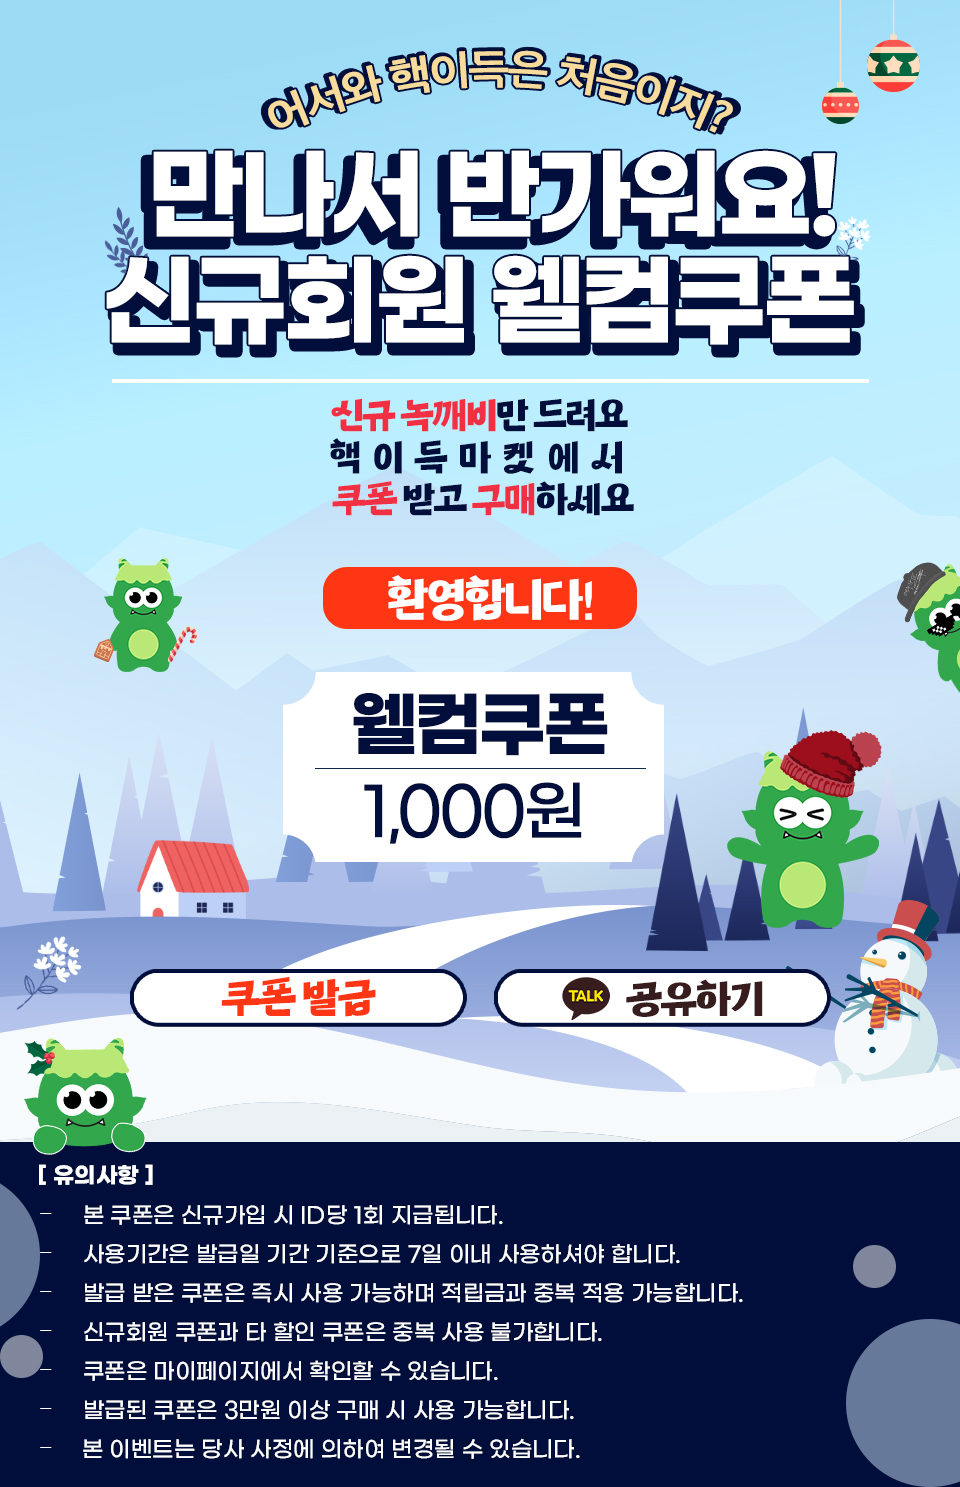 어서와 핵이득은 처음이지?
만나서 반가워요!
신규회원 웰컴쿠폰
신규 녹깨비만 드려요
핵이득마켓에서
쿠폰 받고 구매하세요
환영합니다!
웰컴쿠폰
1,000원
쿠폰 발급
TALK 공유하기
[ 유의사항 ]
- 본 쿠폰은 신규가입 시 ID당 1회 지급됩니다.
- 사용기간은 발급일 기간 기준으로 7일 이내 사용하셔야 합니다.
- 발급 받은 쿠폰은 즉시 사용 가능하며 적립금과 중복 적용 가능합니다.
- 신규회원 쿠폰과 타 할인 쿠폰은 중복 사용 불가합니다.
- 쿠폰은 마이페이지에서 확인할 수 있습니다.
- 발급된 쿠폰은 3만원 이상 구매 시 사용 가능합니다.
- 본 이벤트는 당사 사정에 의하여 변경될 수 있습니다.